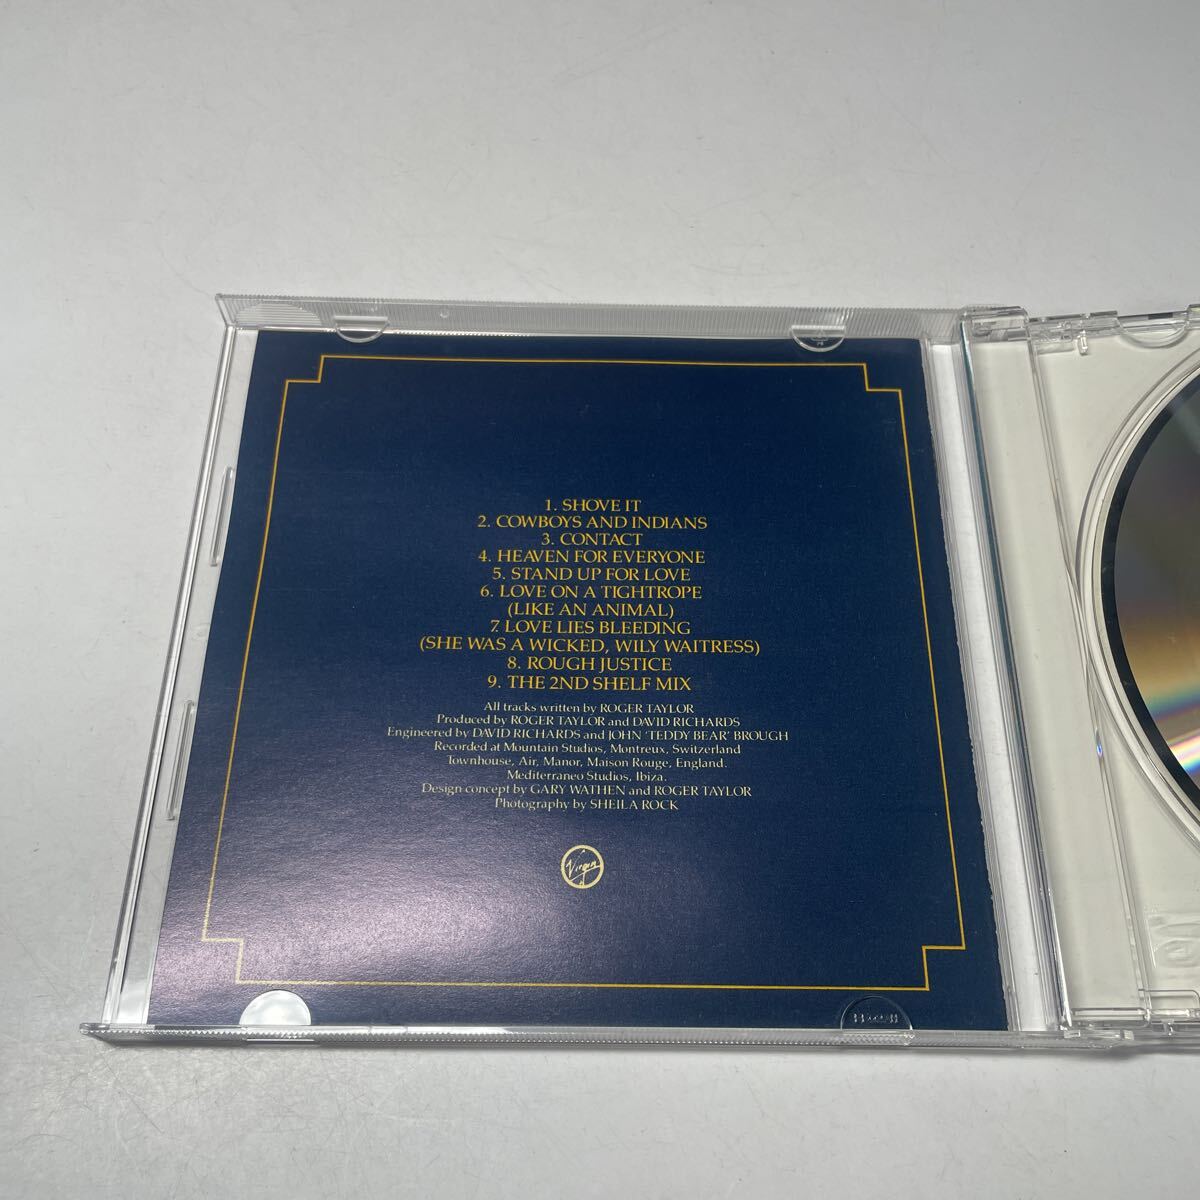 1. SHOVE IT
2. COWBOYS AND INDIANS
3. CONTACT
4. HEAVEN FOR EVERYONE
5. STAND UP FOR LOVE
6. LOVE ON A TIGHTROPE
(LIKE AN ANIMAL)
7. LOVE LIES BLEEDING
(SHE WAS A WICKED, WILY WAITRESS)
8. ROUGH JUSTICE
9. THE 2ND SHELF MIX
All tracks written by ROGER TAYLOR
Produced by ROGER TAYLOR and DAVID RICHARDS
Engineered by DAVID RICHARDS and JOHN 'TEDDY BEAR' BROUGH
Recorded at Mountain Studios, Montreux, Switzerland
Townhouse, Air, Manor, Maison Rouge, England.
Mediterraneo Studios, Ibiza.
Design concept by GARY WATHEN and ROGER TAYLOR
Photography by SHEILA ROCK
Virgin